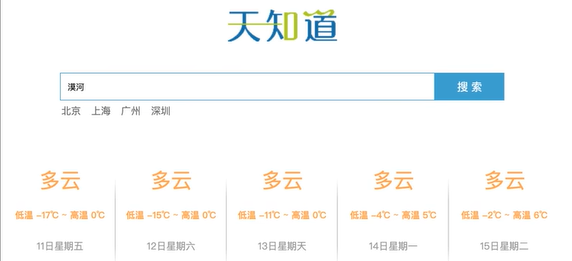 天知道
漠河
搜 索
北京 上海 广州 深圳
多云 多云 多云 多云 多云
低温 -17℃ ~ 高温 0℃ 低温 -15℃ ~ 高温 0℃ 低温 -11℃ ~ 高温 0℃ 低温 -4℃ ~ 高温 5℃ 低温 -2℃ ~ 高温 6℃
11日星期五 12日星期六 13日星期天 14日星期一 15日星期二